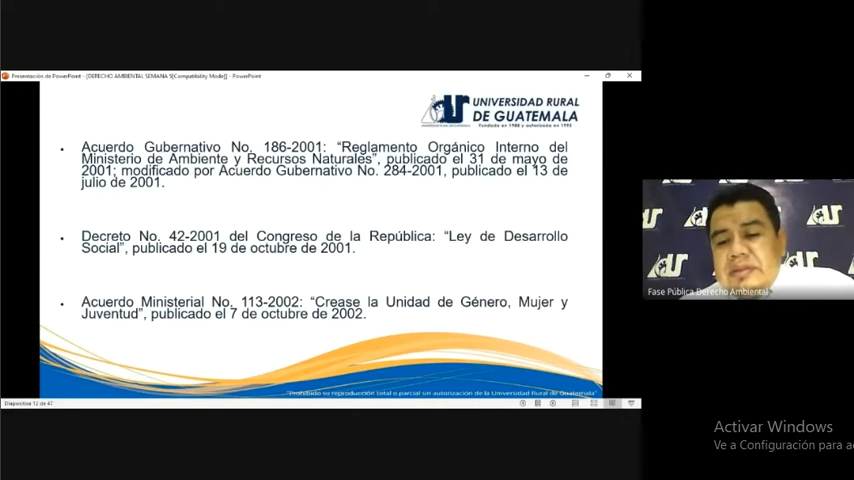 Presentación de PowerPoint - [DERECHO AMBIENTAL SEMANA 5[Compatibility Mode]] - PowerPoint
UNIVERSIDAD RURAL
DE GUATEMALA
Fundada en 1988 y autorizada en 1995
• Acuerdo Gubernativo No. 186-2001: “Reglamento Orgánico Interno del
Ministerio de Ambiente y Recursos Naturales”, publicado el 31 de mayo de
2001; modificado por Acuerdo Gubernativo No. 284-2001, publicado el 13 de
julio de 2001.
• Decreto No. 42-2001 del Congreso de la República: “Ley de Desarrollo
Social”, publicado el 19 de octubre de 2001.
• Acuerdo Ministerial No. 113-2002: “Crease la Unidad de Género, Mujer y
Juventud”, publicado el 7 de octubre de 2002.
"Prohibido su reproducción total o parcial sin autorización de la Universidad Rural de Guatemala"
Diapositiva 12 de 47
Fase Pública Derecho Ambiental
Activar Windows
Ve a Configuración para a